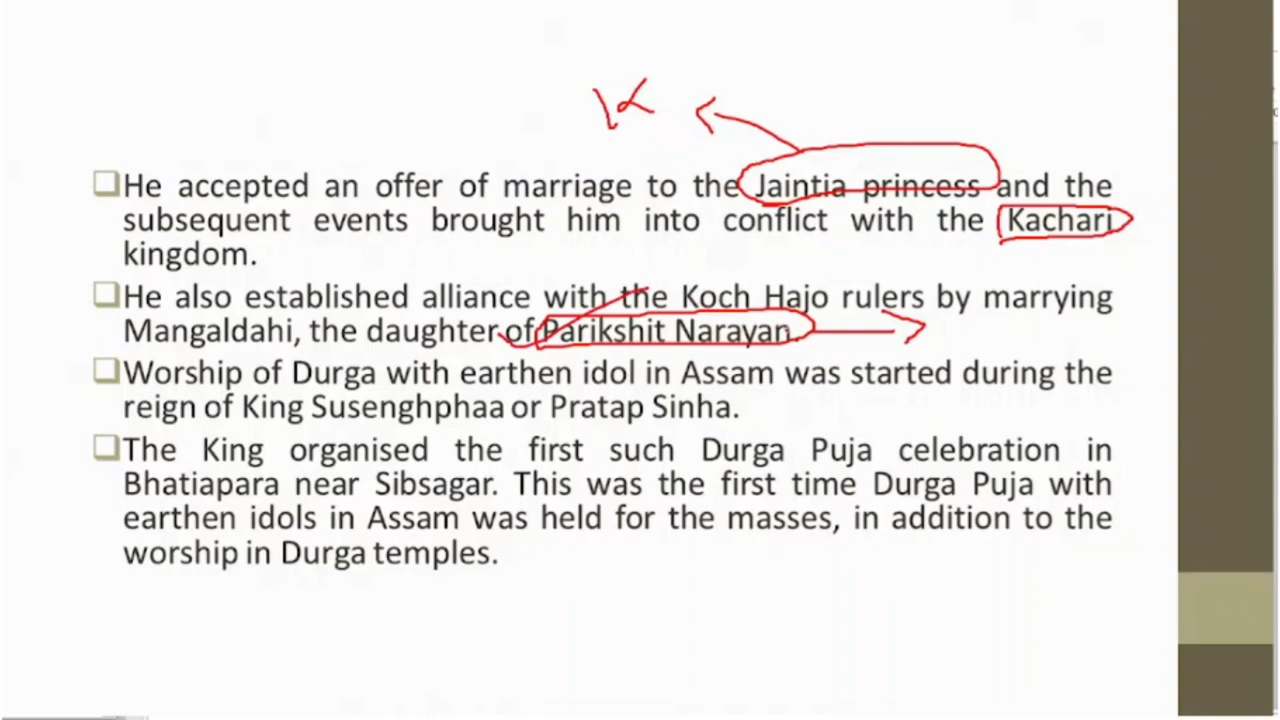 K
He accepted an offer of marriage to the Jaintia princess and the
subsequent events brought him into conflict with the Kachari
kingdom.
He also established alliance with the Koch Hajo rulers by marrying
Mangaldahi, the daughter of Parikshit Narayan.
Worship of Durga with earthen idol in Assam was started during the
reign of King Susenghphaa or Pratap Sinha.
The King organised the first such Durga Puja celebration in
Bhatiapara near Sibsagar. This was the first time Durga Puja with
earthen idols in Assam was held for the masses, in addition to the
worship in Durga temples.